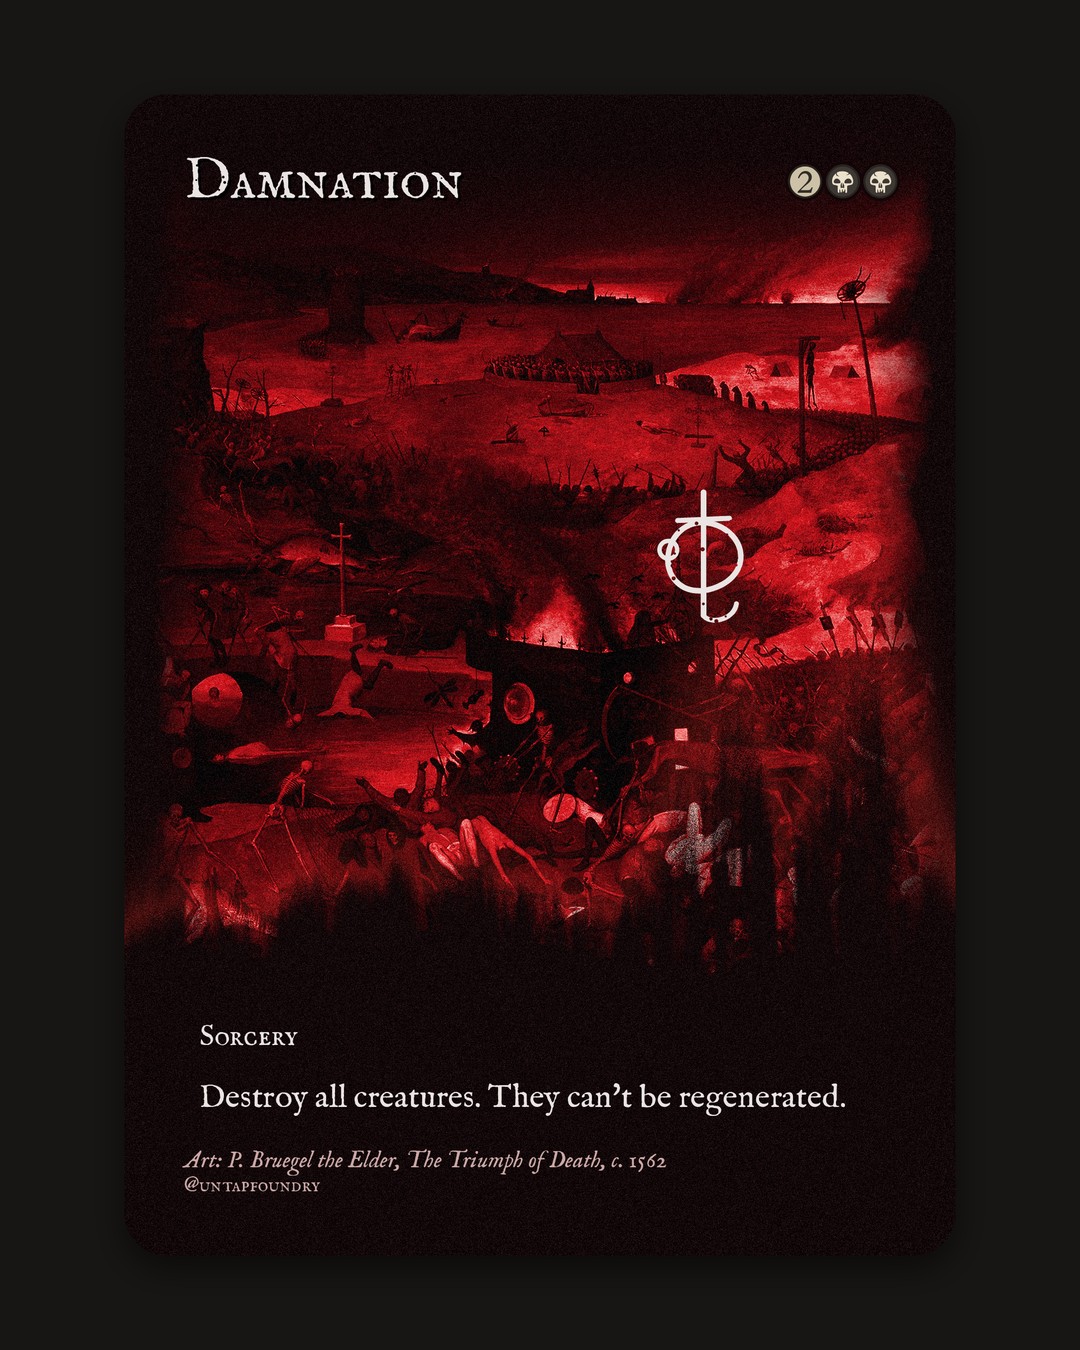 Damnation
2
Sorcery
Destroy all creatures. They can't be regenerated.
Art: P. Bruegel the Elder, The Triumph of Death, c. 1562
@untapfoundry